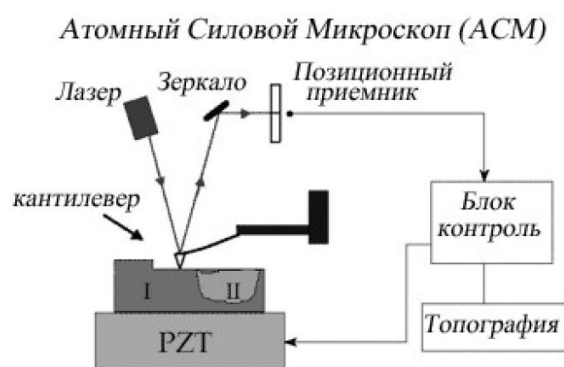 Атомный Силовой Микроскоп (АСМ)
Лазер
Зеркало
Позиционный
приемник
кантилевер
Блок
контроль
I
II
PZT
Топография